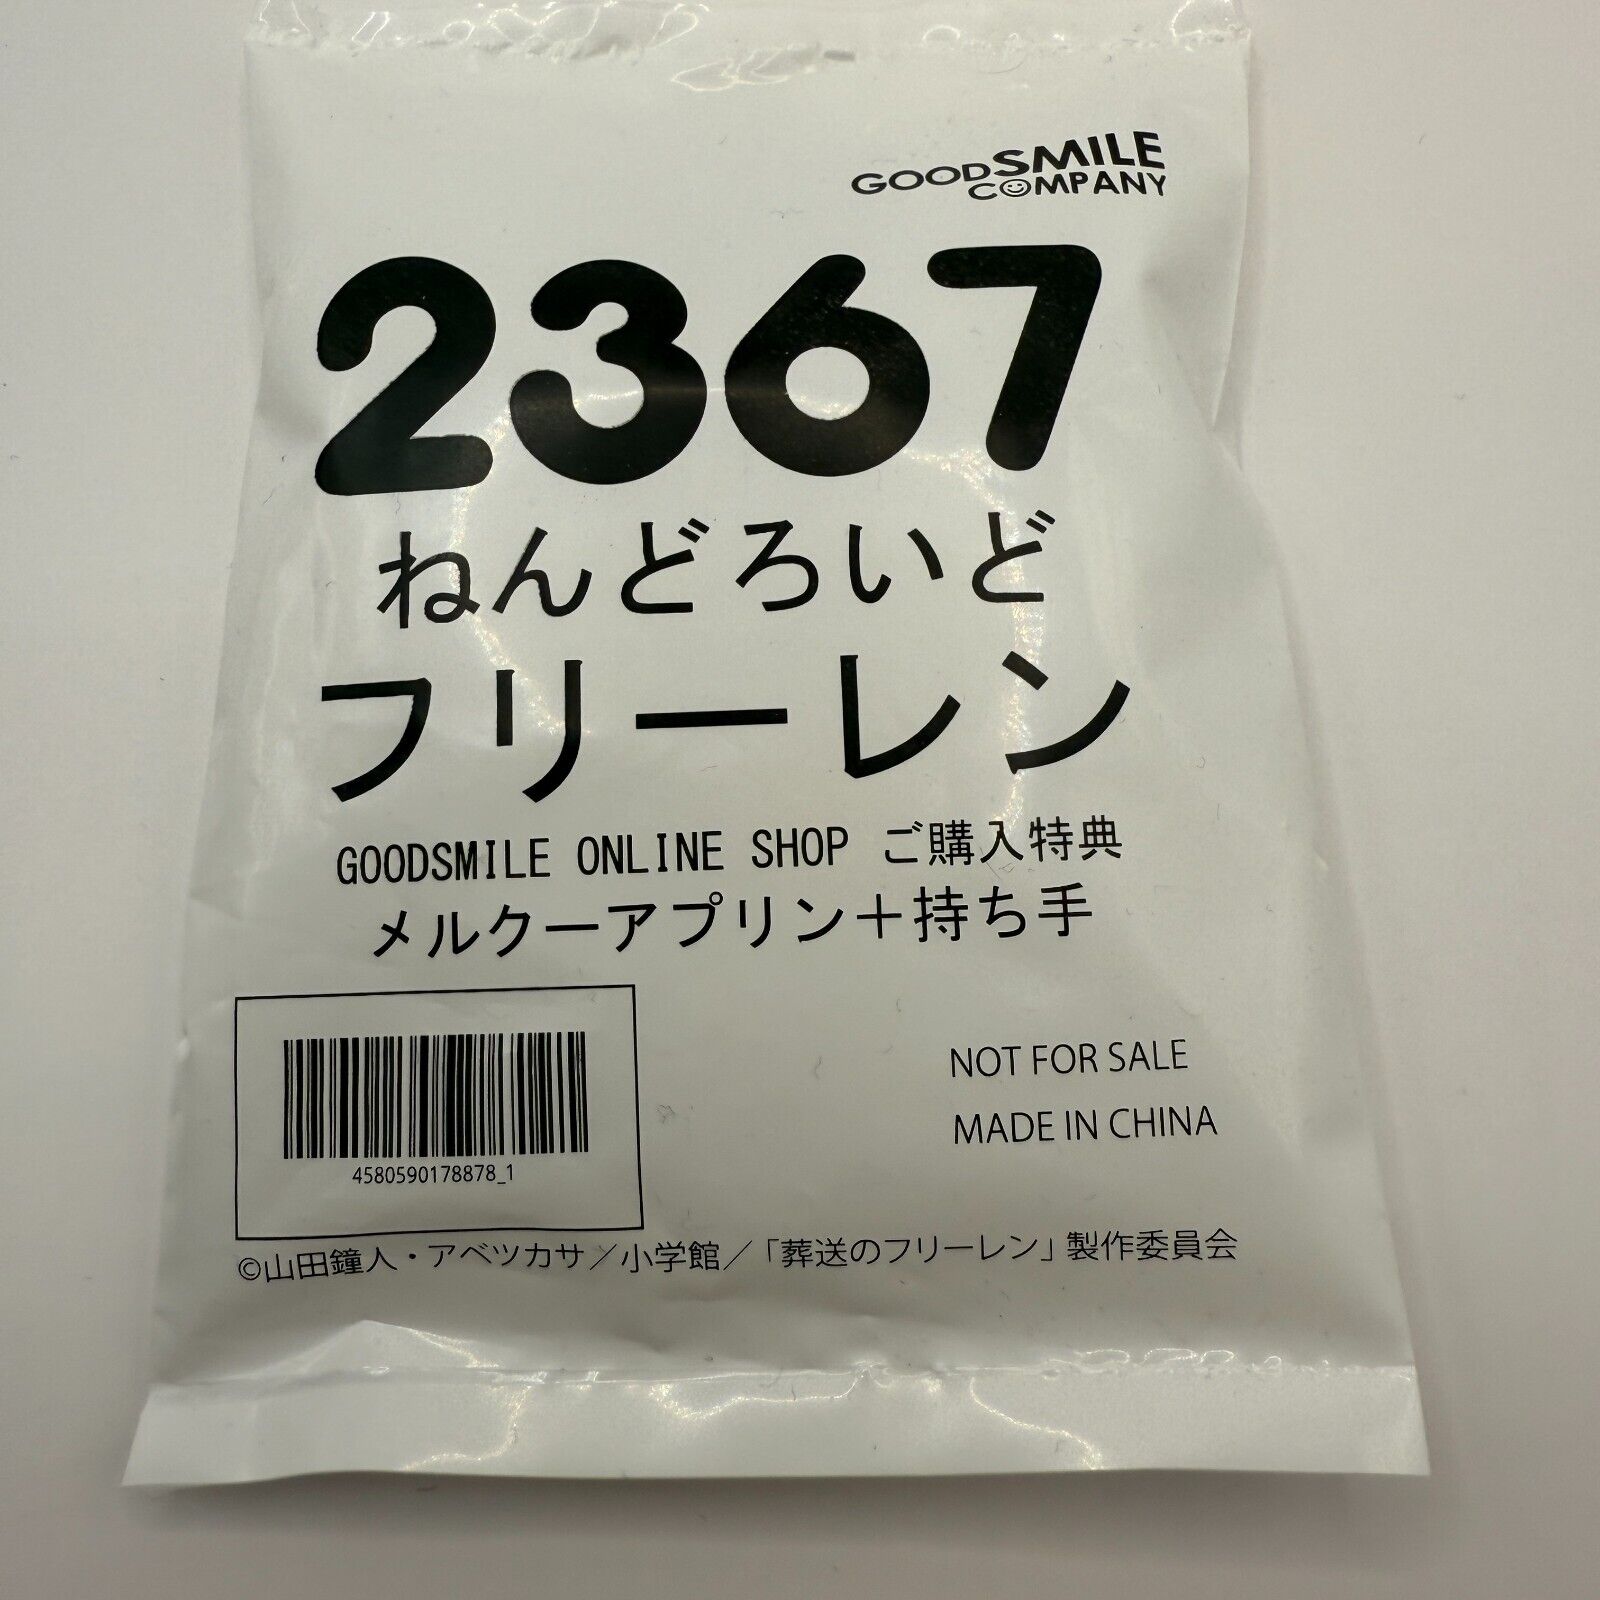 GOODSMILE
COMPANY
2367
ねんどろいど
フリーレン
GOODSMILE ONLINE SHOP ご購入特典
メルクーアプリン＋持ち手
4580590178878_1
NOT FOR SALE
MADE IN CHINA
©山田鐘人・アベツカサ／小学館／「葬送のフリーレン」製作委員会